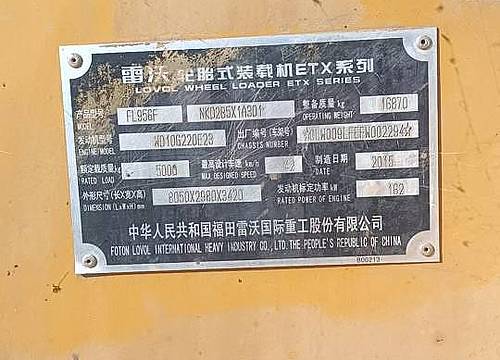 雷沃 轮胎式装载机ETX系列
LOVOL WHEEL LOADER ETX SERIES
产品型号 MODEL FL956F NKD285X1A301 整备质量 kg OPERATING WEIGHT 16870
发动机型号 ENGINE/MODEL WD10G220E23 出厂编号(车架号) CHASSIS NUMBER
额定载质量 kg RATED LOAD 5000 最高设计车速 km/h MAX.DESIGNED SPEED 制造日期 DATE
外形尺寸(长X宽X高) DIMENSION (LxWxH) mm 8050X2980X3420 发动机标定功率 kW RATED POWER OF ENGINE 162
中华人民共和国福田雷沃国际重工股份有限公司
FOTON LOVOL INTERNATIONAL HEAVY INDUSTRY CO., LTD. THE PEOPLE'S REPUBLIC OF CHINA
800213